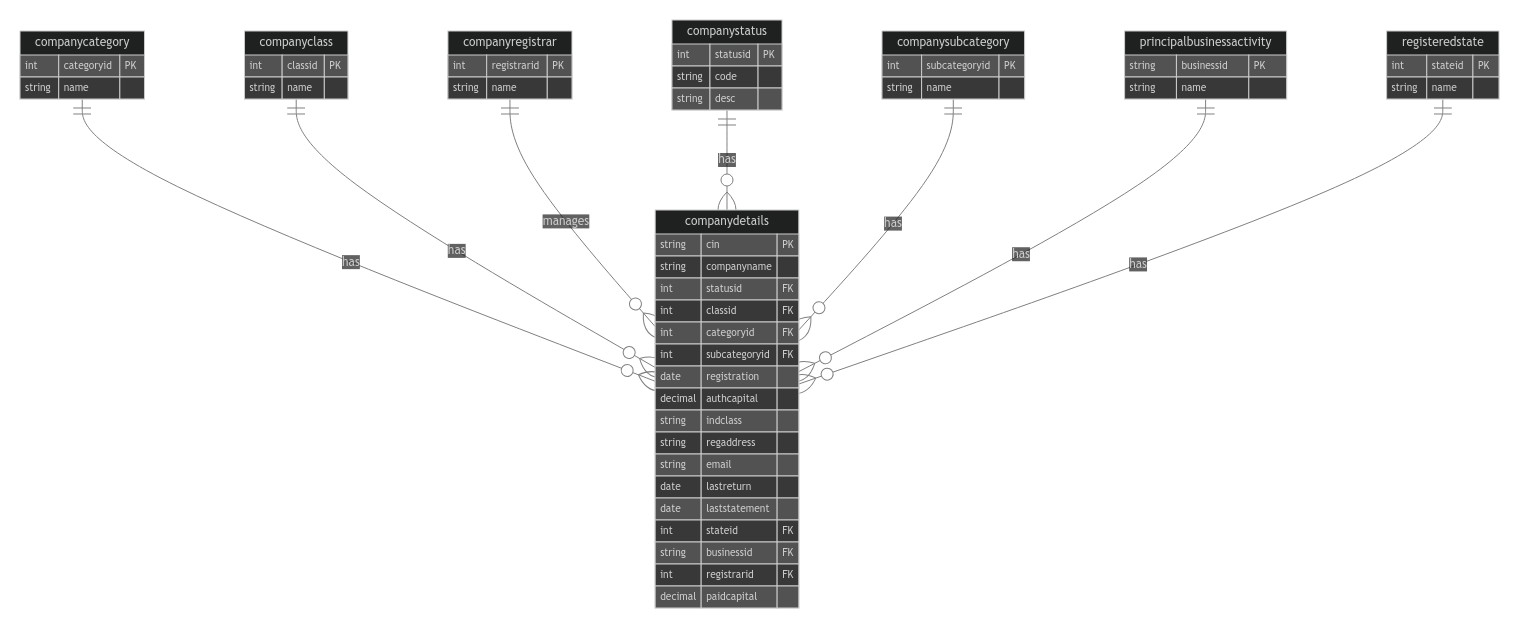 companycategory
int categoryid PK
string name
companyclass
int classid PK
string name
companyregistrar
int registrarid PK
string name
companystatus
int statusid PK
string code
string desc
companysubcategory
int subcategoryid PK
string name
principalbusinessactivity
string businessid PK
string name
registeredstate
int stateid PK
string name
has
has
manages
has
has
has
has
companydetails
string cin PK
string companyname
int statusid FK
int classid FK
int categoryid FK
int subcategoryid FK
date registration
decimal authcapital
string indclass
string regaddress
string email
date lastreturn
date laststatement
int stateid FK
string businessid FK
int registrarid FK
decimal paidcapital